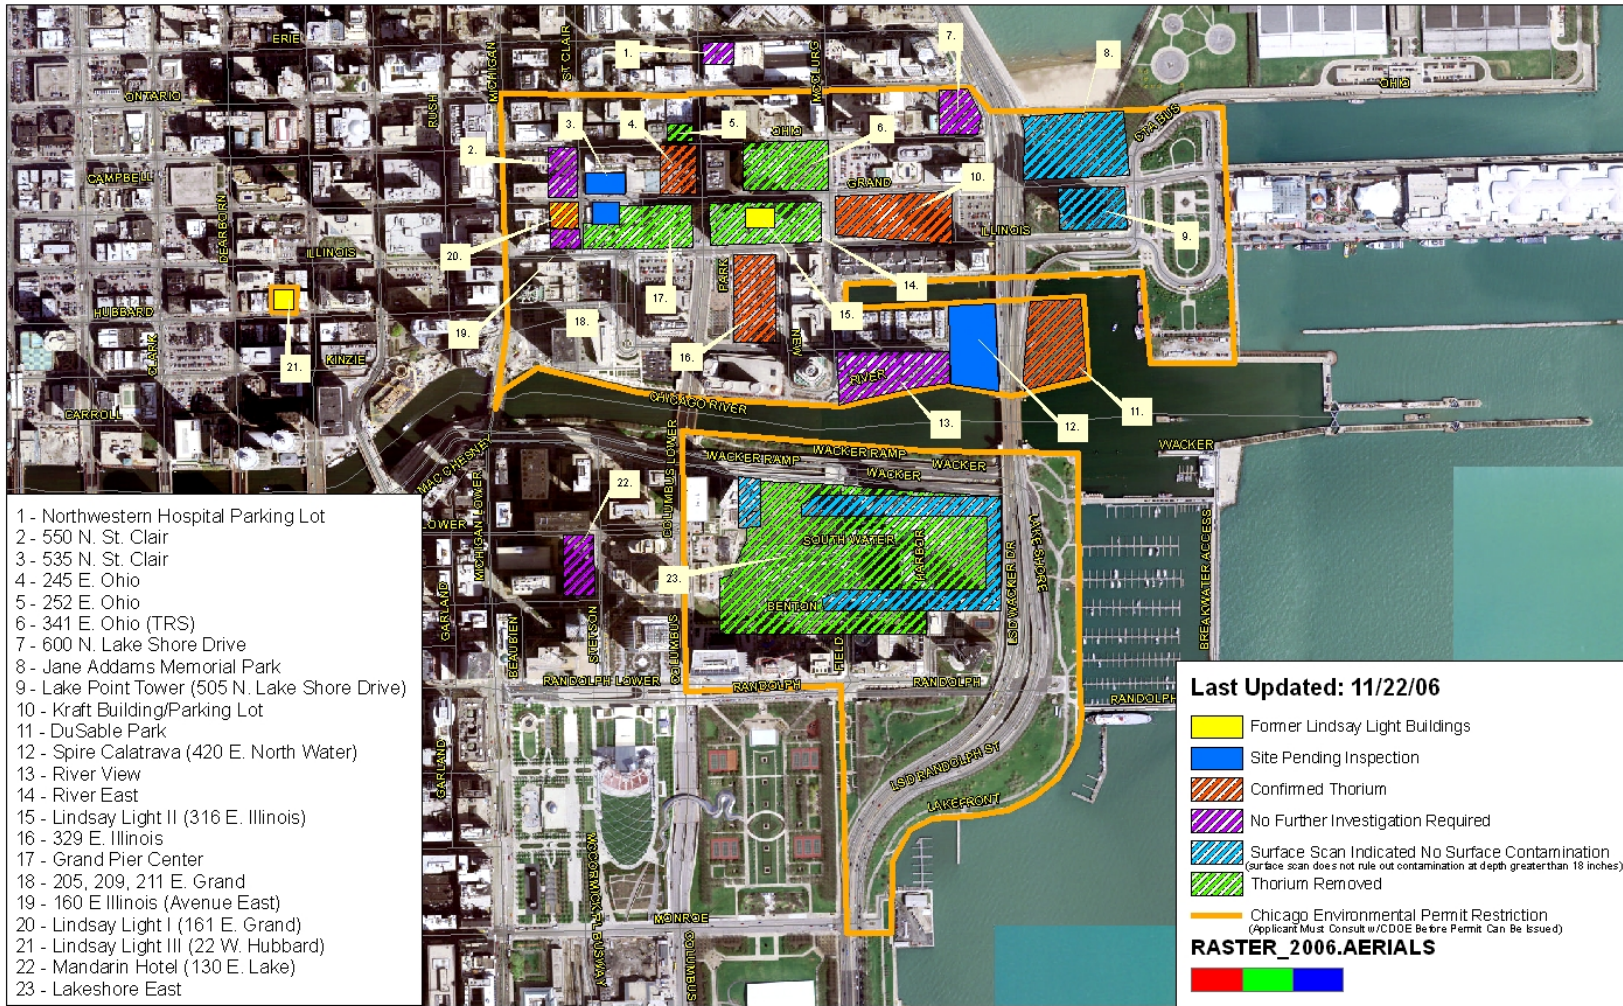 ERIE
ONTARIO
CAMPBELL
DEARBORN
ILLINOIS
HUBBARD
CLARK
KINZIE
CARROLL
RUSH
MICHIGAN
ST CLAIR
MCCLURG
OHIO
GRAND
ILLINOIS
PARK
NEW
RIVER
CTA BUS
OHIO
CHICAGO RIVER
MAC CHESNEY
LOWER
MICHIGAN LOWER
COLUMBUS LOWER
WACKER RAMP
WACKER RAMP
WACKER
WACKER
WACKER
SOUTH WATER
HARBOR
BENTON
FIELD
LSD WACKER DR
LAKE SHORE
BREAKWATER ACCESS
GARLAND
BEAUBIEN
STETSON
COLUMBUS
RANDOLPH LOWER
RANDOLPH
RANDOLPH
RANDOLPH
GARLAND
LSD RANDOLPH ST
LAKEFRONT
MCCORMICK PL BUSWAY
MONROE
COLUMBUS
1.
2.
3.
4.
5.
6.
7.
8.
9.
10.
11.
12.
13.
14.
15.
16.
17.
18.
19.
20.
21.
22.
23.
1 - Northwestern Hospital Parking Lot
2 - 550 N. St. Clair
3 - 535 N. St. Clair
4 - 245 E. Ohio
5 - 252 E. Ohio
6 - 341 E. Ohio (TRS)
7 - 600 N. Lake Shore Drive
8 - Jane Addams Memorial Park
9 - Lake Point Tower (505 N. Lake Shore Drive)
10 - Kraft Building/Parking Lot
11 - DuSable Park
12 - Spire Calatrava (420 E. North Water)
13 - River View
14 - River East
15 - Lindsay Light II (316 E. Illinois)
16 - 329 E. Illinois
17 - Grand Pier Center
18 - 205, 209, 211 E. Grand
19 - 160 E Illinois (Avenue East)
20 - Lindsay Light I (161 E. Grand)
21 - Lindsay Light III (22 W. Hubbard)
22 - Mandarin Hotel (130 E. Lake)
23 - Lakeshore East
Last Updated: 11/22/06
Former Lindsay Light Buildings
Site Pending Inspection
Confirmed Thorium
No Further Investigation Required
Surface Scan Indicated No Surface Contamination
(surface scan does not rule out contamination at depth greater than 18 inches)
Thorium Removed
Chicago Environmental Permit Restriction
(Applicant Must Consult w/CDOE Before Permit Can Be Issued)
RASTER_2006.AERIALS